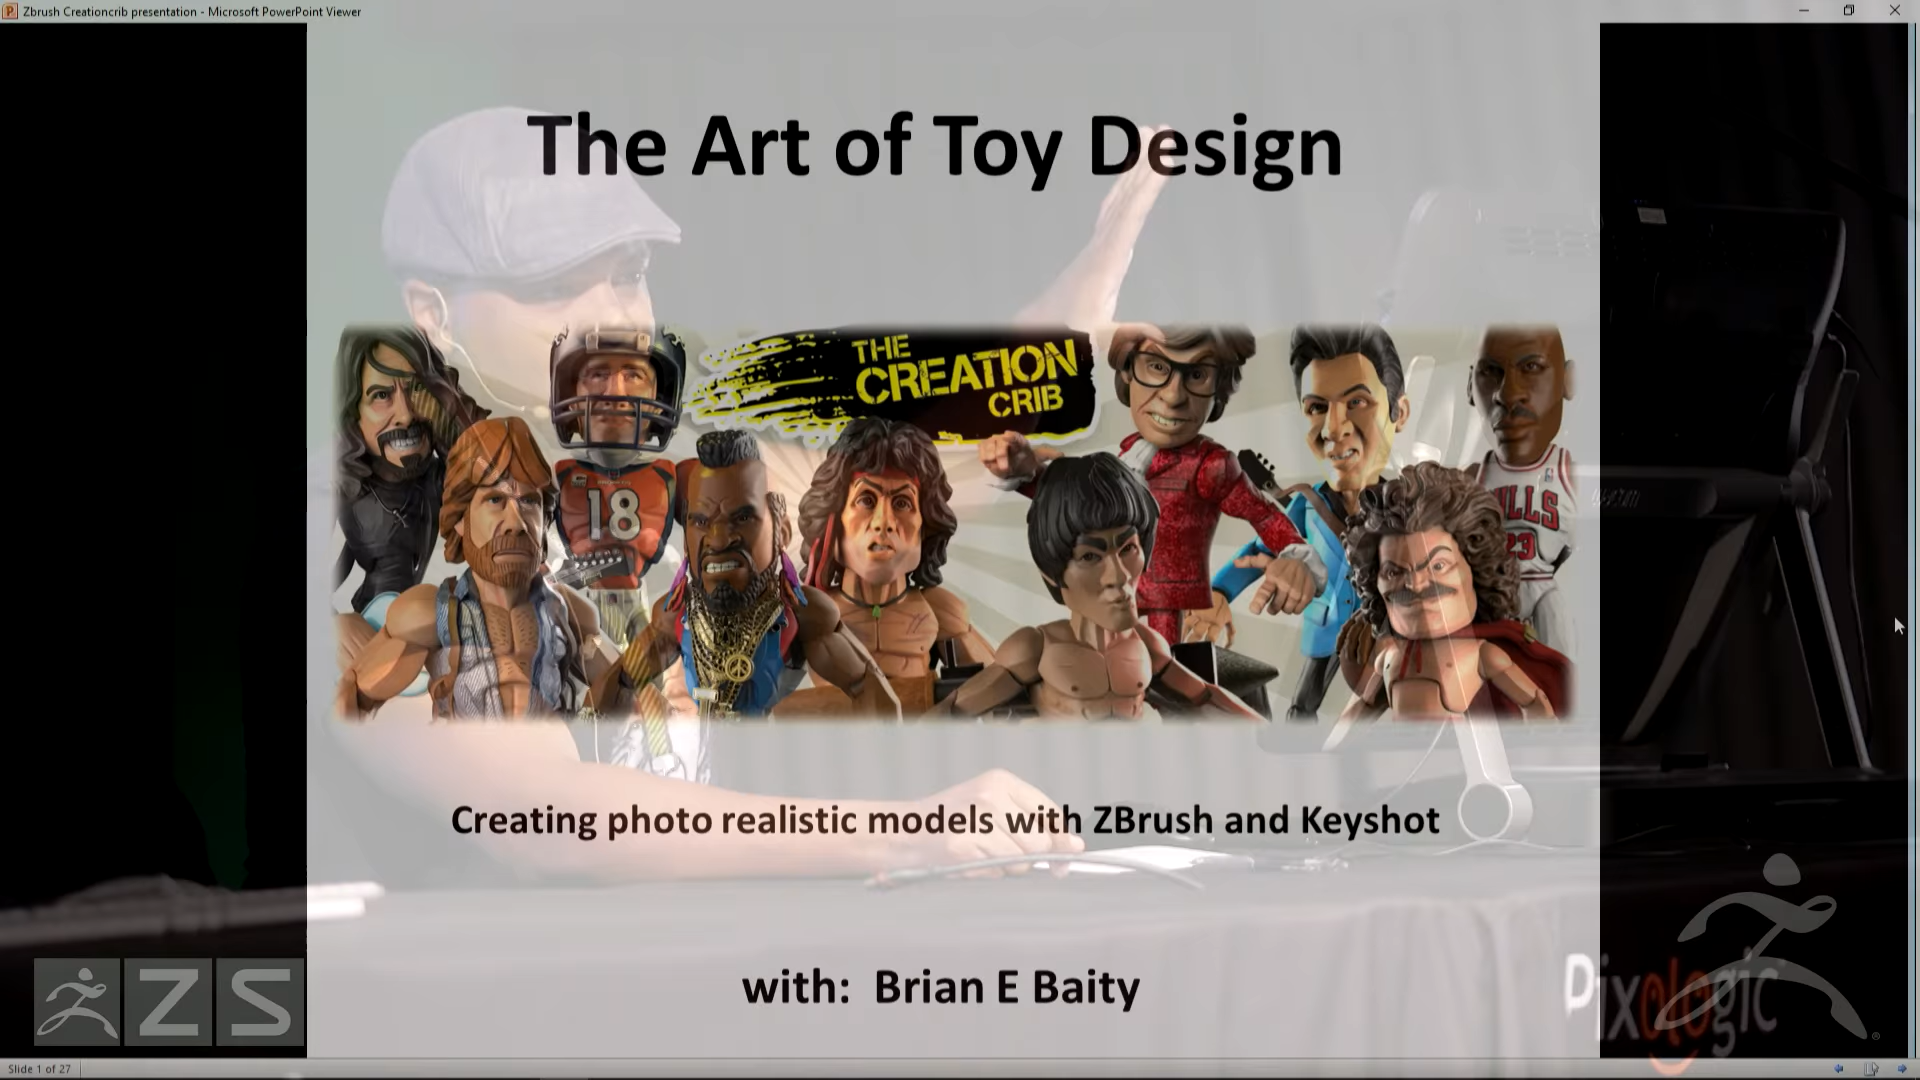 Zbrush Creationcrib presentation - Microsoft PowerPoint Viewer
The Art of Toy Design
THE
CREATION
CRIB
18
23
Creating photo realistic models with ZBrush and Keyshot
with: Brian E Baity
ZS
Pixologic
Slide 1 of 27